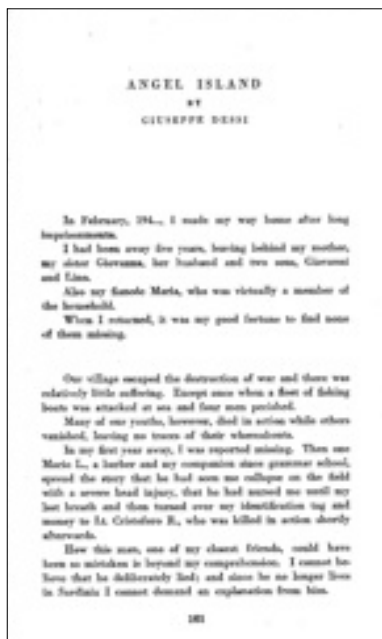 ANGEL ISLAND
BY
GIUSEPPE DESSI
In February, 194.., I made my way home after long
imprisonments.
I had been away five years, leaving behind my mother,
my sister Giovanna, her husband and two sons, Giovanni
and Lino.
Also my fiancée Maria, who was virtually a member of
the household.
When I returned, it was my good fortune to find none
of them missing.
Our village escaped the destruction of war and there was
relatively little suffering. Except once when a fleet of fishing
boats was attacked at sea and four men perished.
Many of our youths, however, died in action while others
vanished, leaving no traces of their whereabouts.
In my first year away, I was reported missing. Then one
Mario L., a barber and my companion since grammar school,
spread the story that he had seen me collapse on the field
with a severe head injury, that he had nursed me until my
last breath and then turned over my identification tag and
money to Lt. Cristoforo R., who was killed in action shortly
afterwards.
How this man, one of my closest friends, could have
been so mistaken is beyond my comprehension. I cannot be-
lieve that he deliberately lied; and since he no longer lives
in Sardinia I cannot demand an explanation from him.